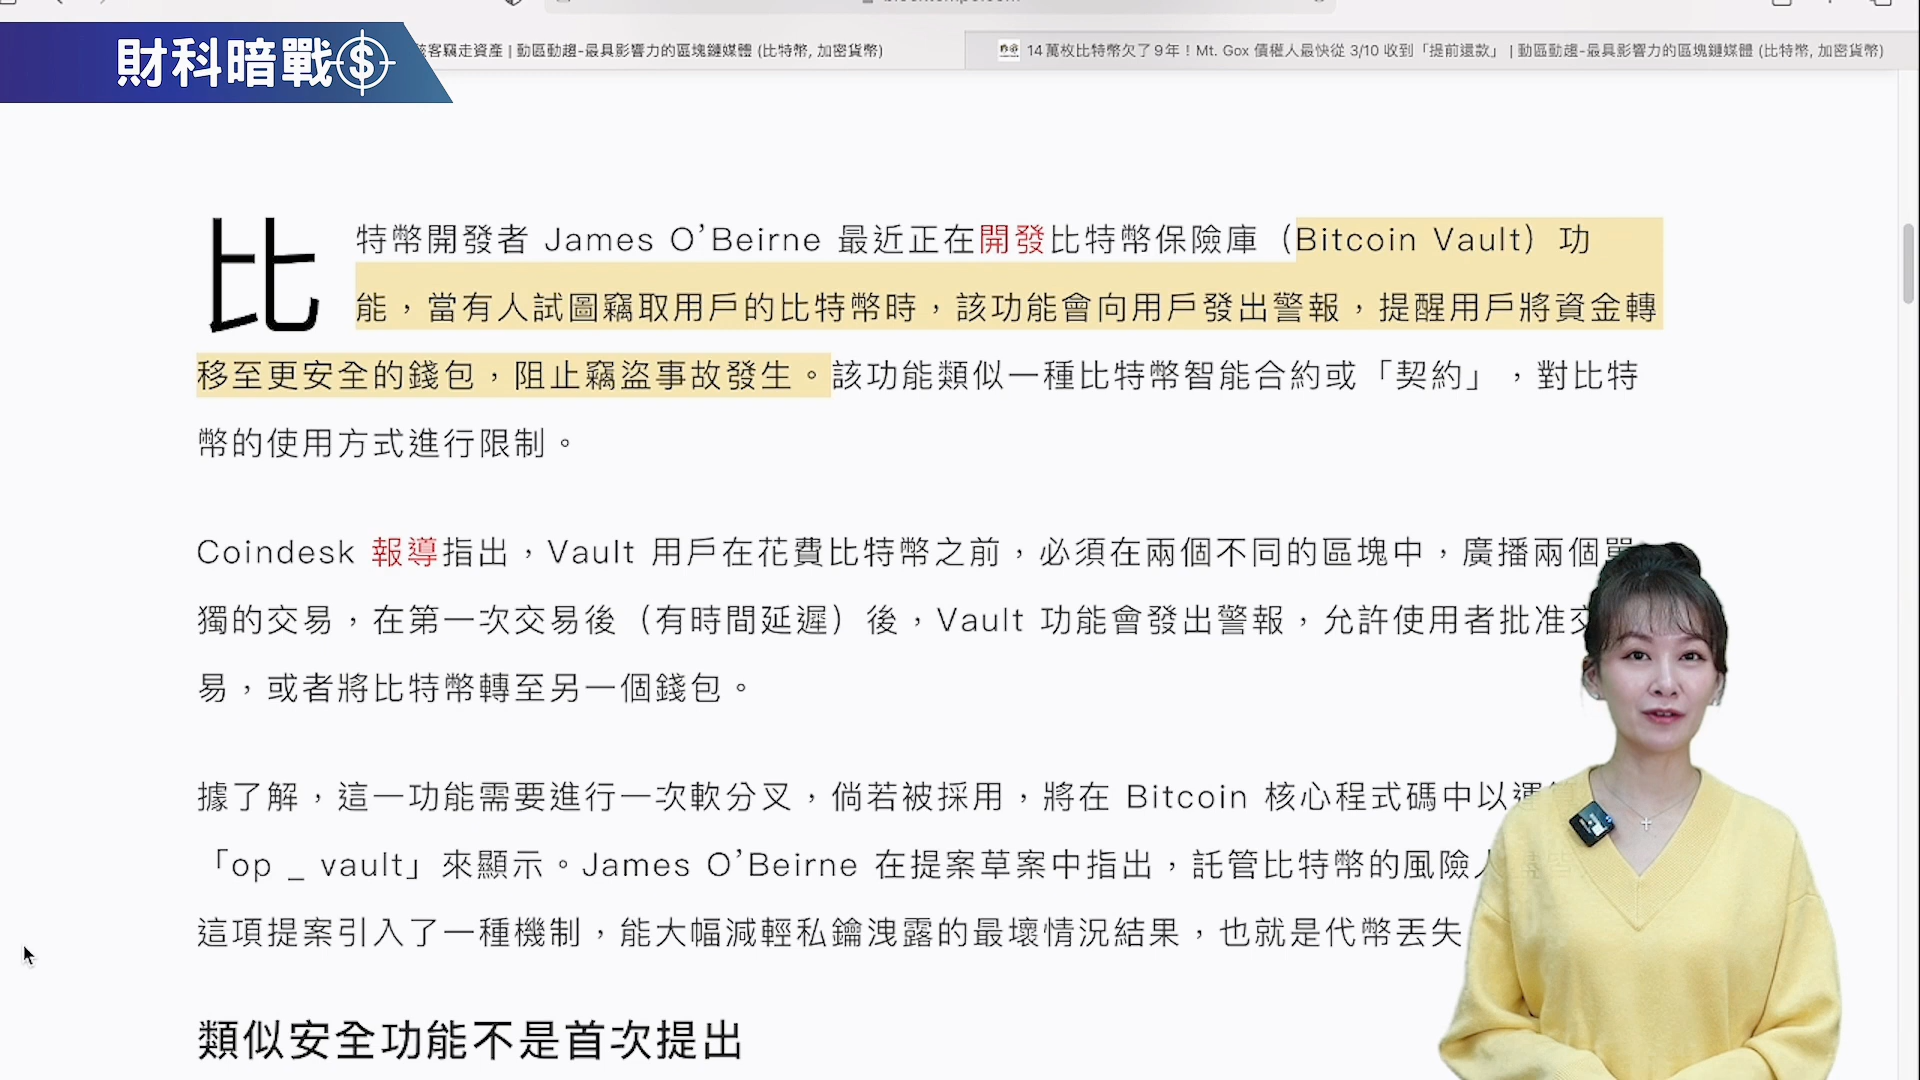 財科暗戰
客竊走資產 | 動區動趨-最具影響力的區塊鏈媒體 (比特幣, 加密貨幣)
14 萬枚比特幣欠了 9 年！Mt. Gox 債權人最快從 3/10 收到「提前還款」 | 動區動趨-最具影響力的區塊鏈媒體 (比特幣, 加密貨幣)
比特幣開發者 James O’Beirne 最近正在開發比特幣保險庫（Bitcoin Vault）功
能，當有人試圖竊取用戶的比特幣時，該功能會向用戶發出警報，提醒用戶將資金轉
移至更安全的錢包，阻止竊盜事故發生。該功能類似一種比特幣智能合約或「契約」，對比特
幣的使用方式進行限制。
Coindesk 報導指出，Vault 用戶在花費比特幣之前，必須在兩個不同的區塊中，廣播兩個單
獨的交易，在第一次交易後（有時間延遲）後，Vault 功能會發出警報，允許使用者批准交
易，或者將比特幣轉至另一個錢包。
據了解，這一功能需要進行一次軟分叉，倘若被採用，將在 Bitcoin 核心程式碼中以運
「op _ vault」來顯示。James O’Beirne 在提案草案中指出，託管比特幣的風險人
這項提案引入了一種機制，能大幅減輕私鑰洩露的最壞情況結果，也就是代幣丟失
類似安全功能不是首次提出